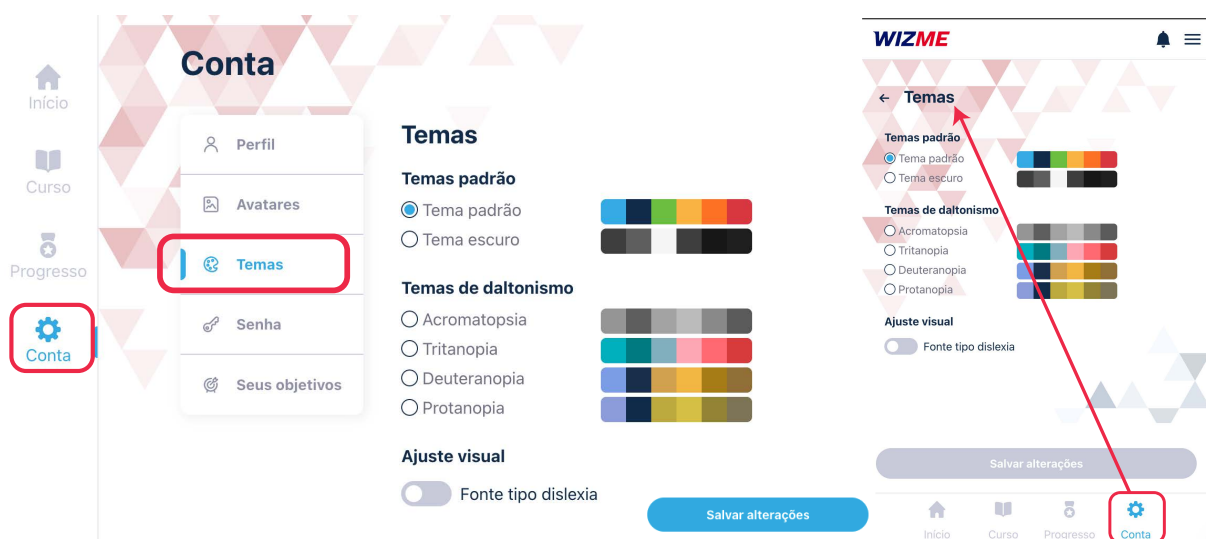 Início
Curso
Progresso
Conta
Conta
Perfil
Avatares
Temas
Senha
Seus objetivos
Temas
Temas padrão
Tema padrão
Tema escuro
Temas de daltonismo
Acromatopsia
Tritanopia
Deuteranopia
Protanopia
Ajuste visual
Fonte tipo dislexia
Salvar alterações
WIZME
Temas
Temas padrão
Tema padrão
Tema escuro
Temas de daltonismo
Acromatopsia
Tritanopia
Deuteranopia
Protanopia
Ajuste visual
Fonte tipo dislexia
Salvar alterações
Início
Curso
Progresso
Conta